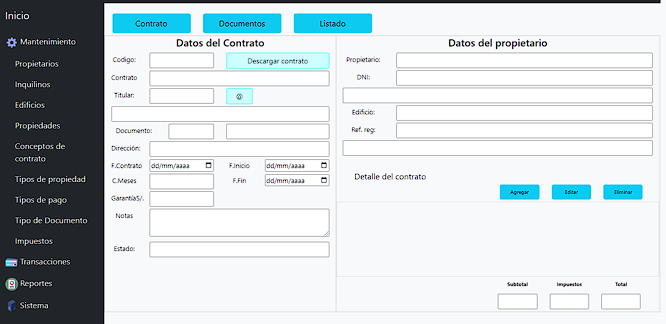 Inicio
Mantenimiento
Propietarios
Inquilinos
Edificios
Propiedades
Conceptos de
contrato
Tipos de propiedad
Tipos de pago
Tipo de Documento
Impuestos
Transacciones
Reportes
Sistema
Contrato
Documentos
Listado
Datos del Contrato
Codigo:
Descargar contrato
Contrato
Titular:
@
Documento:
Dirección:
F.Contrato dd/mm/aaaa F.Inicio dd/mm/aaaa
C.Meses F.Fin dd/mm/aaaa
GarantíaS/.
Notas
Estado:
Datos del propietario
Propietario:
DNI:
Edificio:
Ref. reg:
Detalle del contrato
Agregar
Editar
Eliminar
Subtotal Impuestos Total